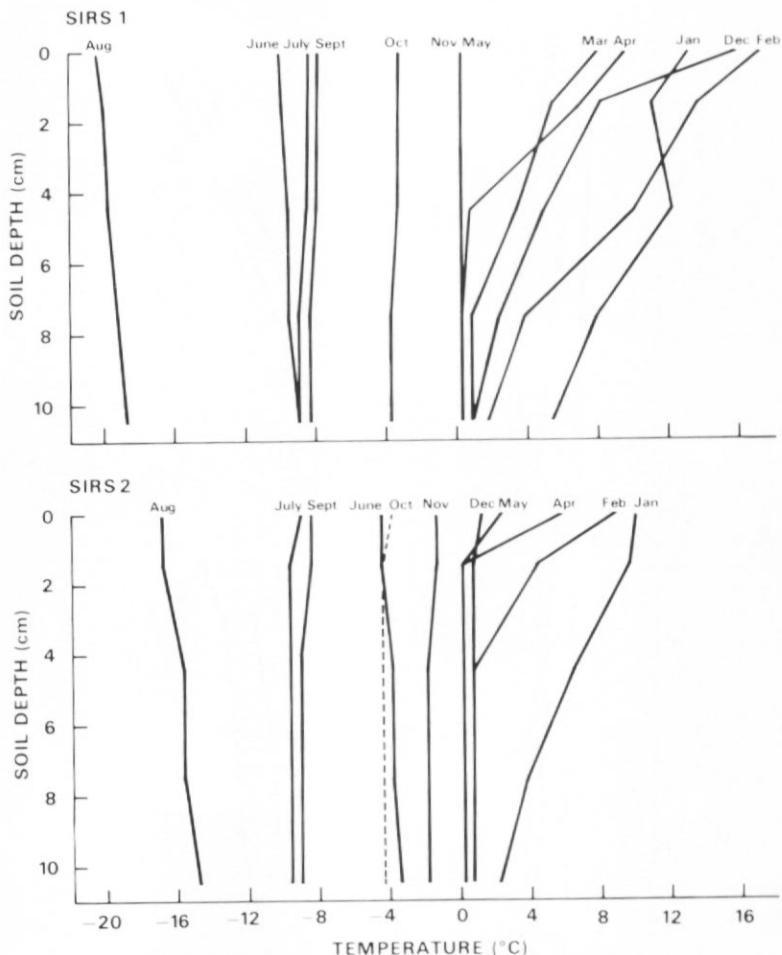 SIRS 1
Aug June July Sept Oct Nov May Mar Apr Jan Dec Feb
0
2
4
6
8
10
SOIL DEPTH (cm)
SIRS 2
Aug July Sept June Oct Nov Dec May Apr Feb Jan
0
2
4
6
8
10
SOIL DEPTH (cm)
−20 −16 −12 −8 −4 0 4 8 12 16
TEMPERATURE (°C)